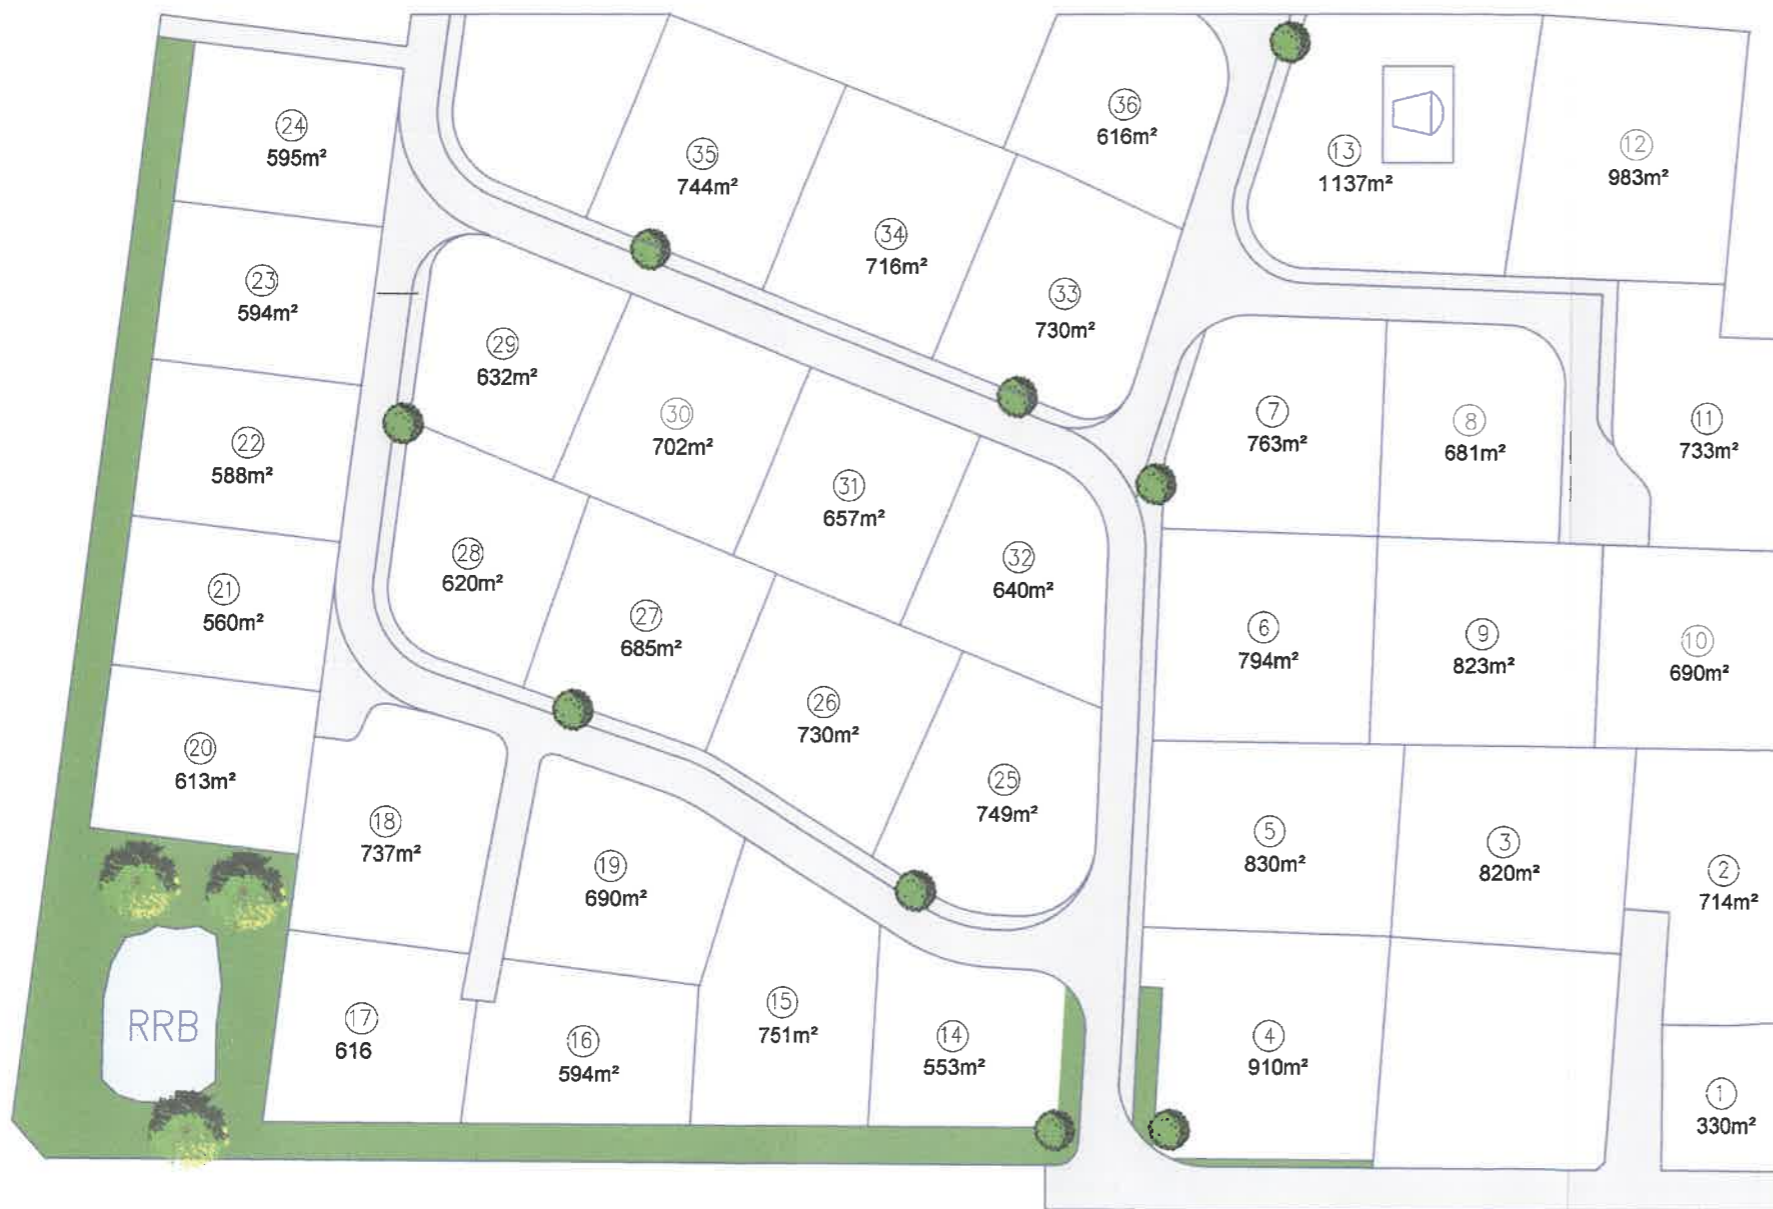 24
595m²
35
744m²
36
616m²
13
1137m²
12
983m²
34
716m²
23
594m²
33
730m²
29
632m²
30
702m²
7
763m²
8
681m²
11
733m²
22
588m²
31
657m²
28
620m²
32
640m²
21
560m²
27
685m²
6
794m²
9
823m²
10
690m²
26
730m²
20
613m²
25
749m²
18
737m²
5
830m²
3
820m²
19
690m²
2
714m²
RRB
17
616
16
594m²
15
751m²
14
553m²
4
910m²
1
330m²